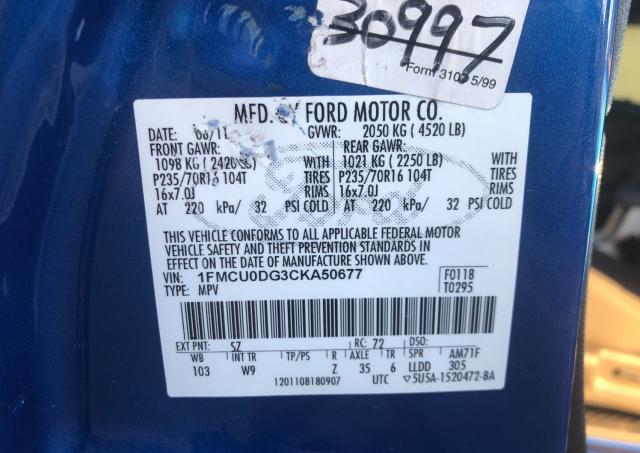 30997
Form 3107 5/99
MFD. BY FORD MOTOR CO.
DATE: 08/11 GVWR: 2050 KG ( 4520 LB)
FRONT GAWR: REAR GAWR:
1098 KG ( 2420 LB) WITH 1021 KG ( 2250 LB) WITH
P235/70R16 104T TIRES P235/70R16 104T TIRES
16x7.0J RIMS 16x7.0J RIMS
AT 220 kPa/ 32 PSI COLD AT 220 kPa/ 32 PSI COLD
Ford
THIS VEHICLE CONFORMS TO ALL APPLICABLE FEDERAL MOTOR
VEHICLE SAFETY AND THEFT PREVENTION STANDARDS IN
EFFECT ON THE DATE OF MANUFACTURE SHOWN ABOVE.
VIN: 1FMCU0DG3CKA50677 F0118
TYPE: MPV T0295
EXT PNT: SZ RC: 72 DSO:
WB INT TR TP/PS R AXLE TR SPR AM71F
103 W9 Z 35 6 LLDD 305
1201108180907 UTC 5U5A-1520472-BA